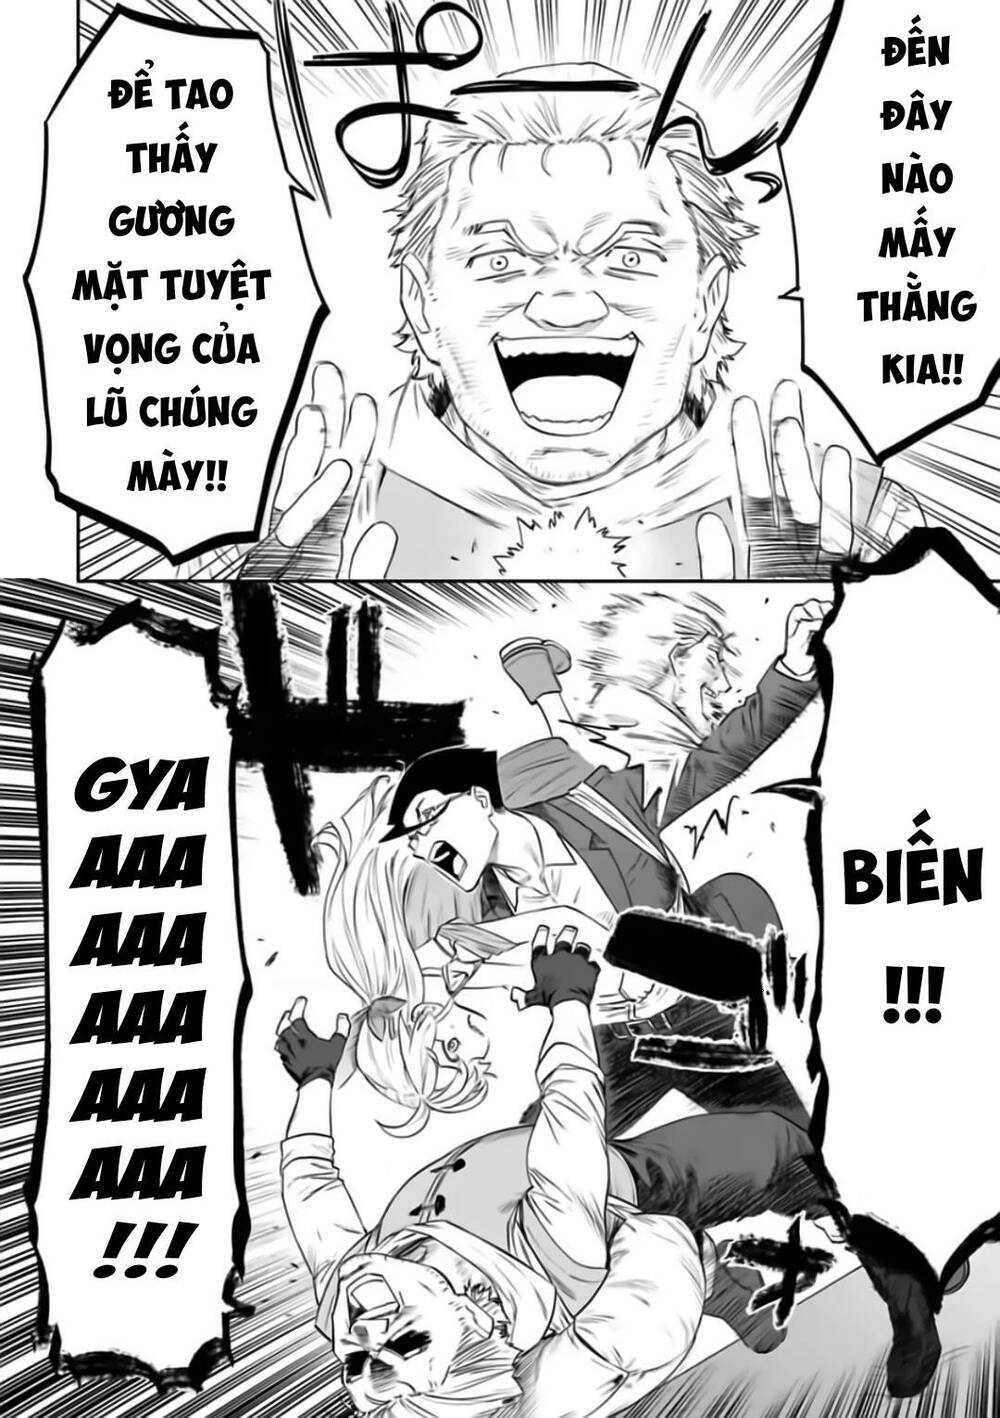 ĐẾN
ĐÂY
NÀO
MẤY
THẰNG
KIA!!
ĐỂ TAO
THẤY
GƯƠNG
MẶT TUYỆT
VỌNG CỦA
LŨ CHÚNG
MÀY!!
BIẾN
!!!
GYA
AAA
AAA
AAA
AAA
AAA
!!!